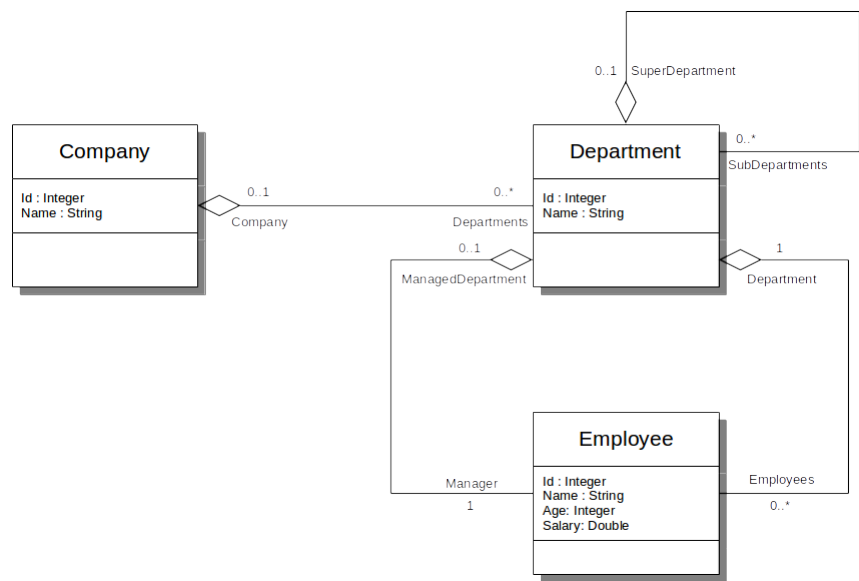 0..1 SuperDepartment
Company
Id : Integer
Name : String
0..1
Company
0..*
Departments
Department
Id : Integer
Name : String
0..*
SubDepartments
0..1
ManagedDepartment
1
Department
Employee
Id : Integer
Name : String
Age: Integer
Salary: Double
Manager
1
Employees
0..*